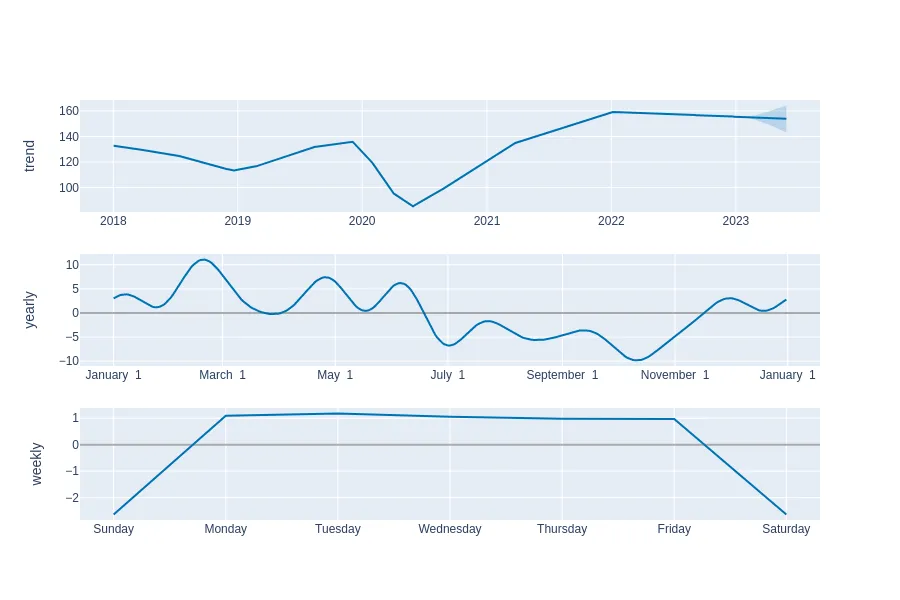 trend
160
140
120
100
2018 2019 2020 2021 2022 2023
yearly
10
5
0
−5
−10
January 1 March 1 May 1 July 1 September 1 November 1 January 1
weekly
1
0
−1
−2
Sunday Monday Tuesday Wednesday Thursday Friday Saturday